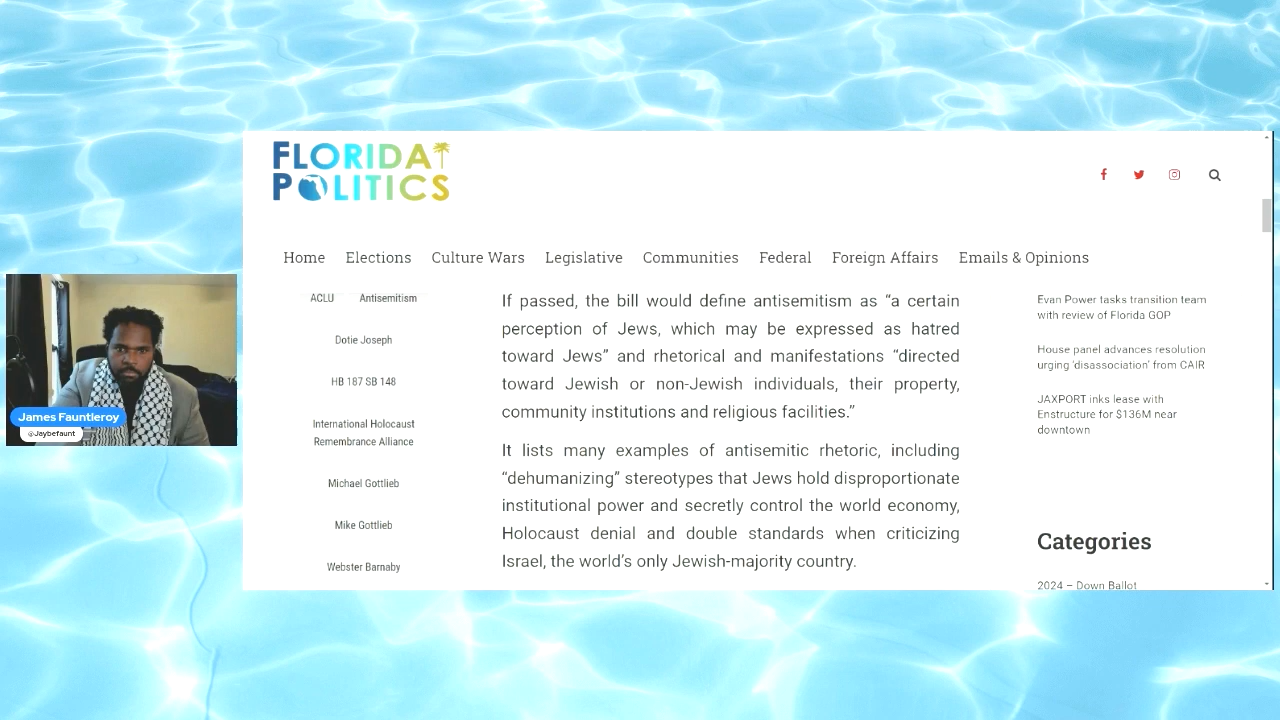 FLORIDA
POLITICS
Home Elections Culture Wars Legislative Communities Federal Foreign Affairs Emails & Opinions
ACLU Antisemitism
Dotie Joseph
HB 187 SB 148
International Holocaust
Remembrance Alliance
Michael Gottlieb
Mike Gottlieb
Webster Barnaby
If passed, the bill would define antisemitism as “a certain
perception of Jews, which may be expressed as hatred
toward Jews” and rhetorical and manifestations “directed
toward Jewish or non-Jewish individuals, their property,
community institutions and religious facilities.”
It lists many examples of antisemitic rhetoric, including
“dehumanizing” stereotypes that Jews hold disproportionate
institutional power and secretly control the world economy,
Holocaust denial and double standards when criticizing
Israel, the world’s only Jewish-majority country.
Evan Power tasks transition team
with review of Florida GOP
House panel advances resolution
urging ‘disassociation’ from CAIR
JAXPORT inks lease with
Enstructure for $136M near
downtown
Categories
2024 – Down Ballot
James Fauntleroy
@Jaybefaunt